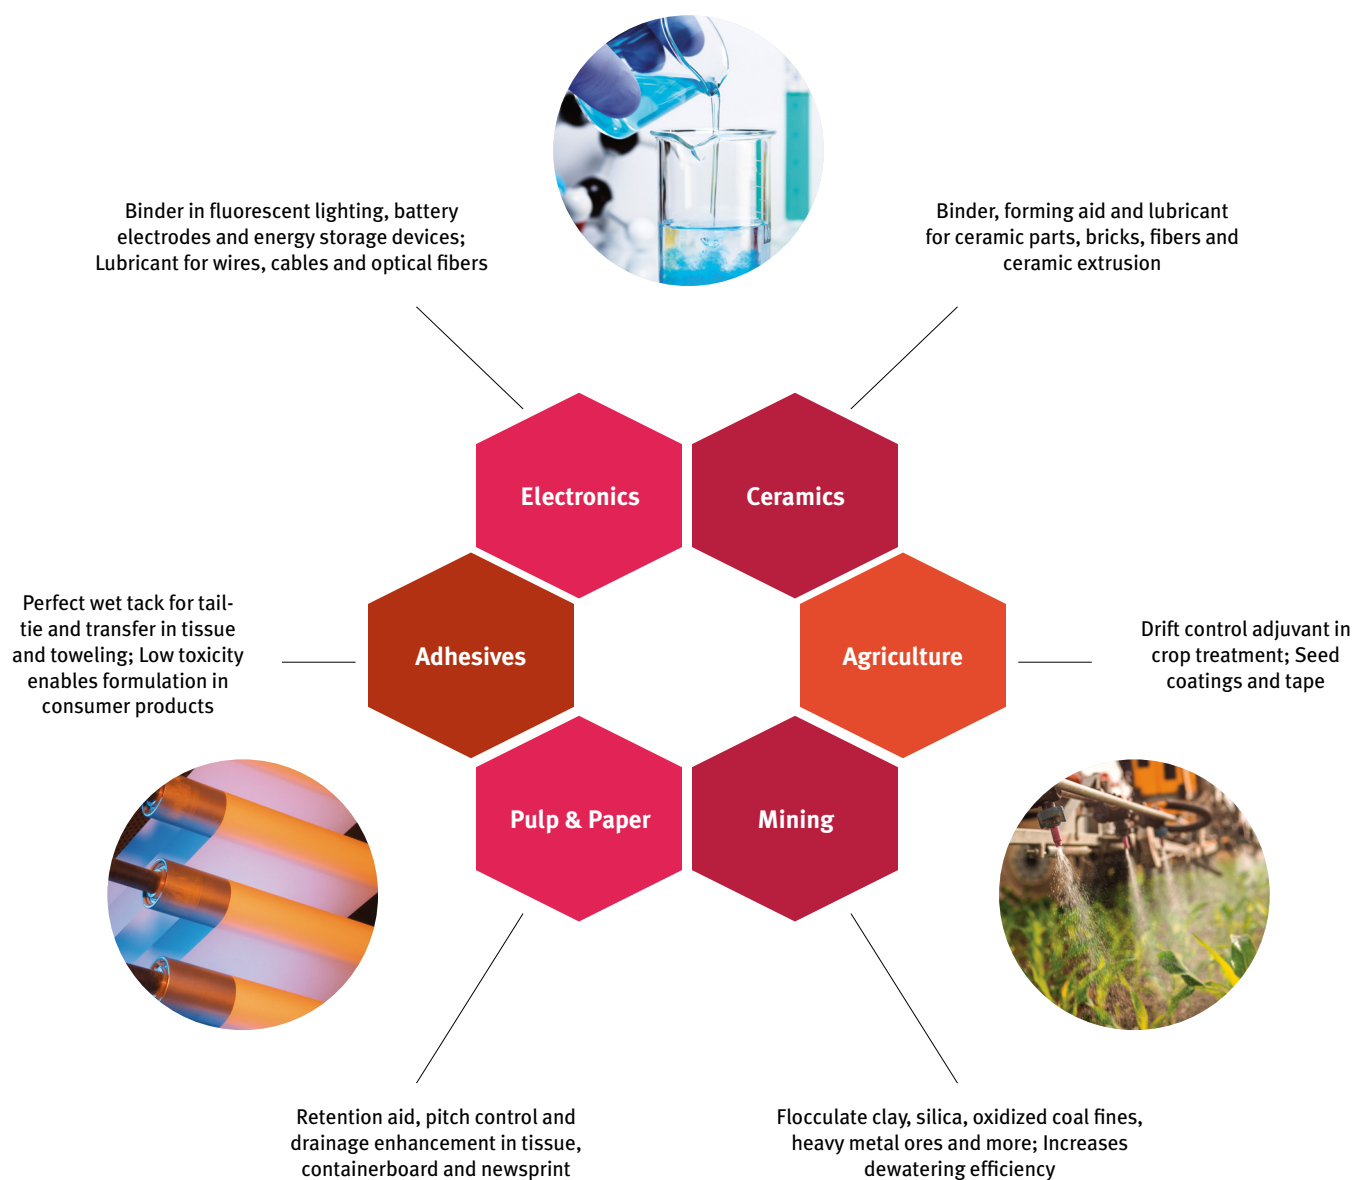 Binder in fluorescent lighting, battery
electrodes and energy storage devices;
Lubricant for wires, cables and optical fibers
Binder, forming aid and lubricant
for ceramic parts, bricks, fibers and
ceramic extrusion
Electronics
Ceramics
Perfect wet tack for tail-
tie and transfer in tissue
and toweling; Low toxicity
enables formulation in
consumer products
Adhesives
Agriculture
Drift control adjuvant in
crop treatment; Seed
coatings and tape
Pulp & Paper
Mining
Retention aid, pitch control and
drainage enhancement in tissue,
containerboard and newsprint
Flocculate clay, silica, oxidized coal fines,
heavy metal ores and more; Increases
dewatering efficiency